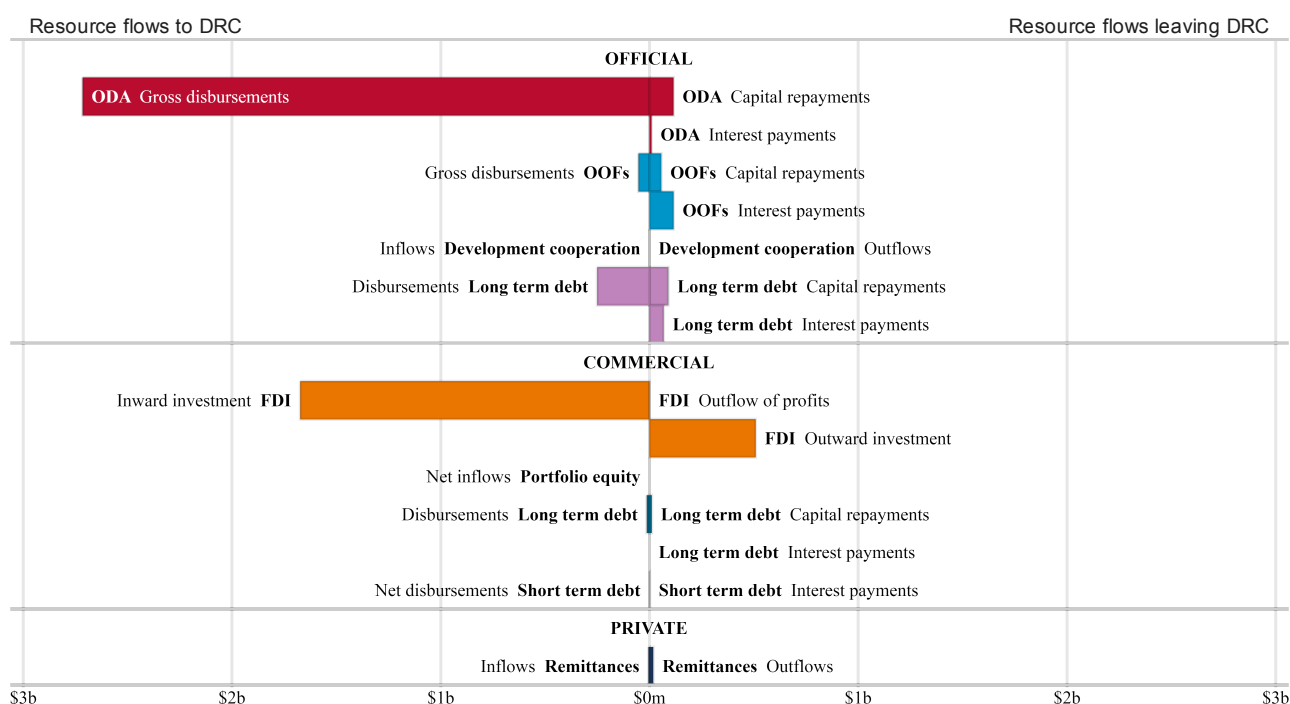 Resource flows to DRC Resource flows leaving DRC
OFFICIAL
ODA Gross disbursements ODA Capital repayments
ODA Interest payments
Gross disbursements OOFs OOFs Capital repayments
OOFs Interest payments
Inflows Development cooperation Development cooperation Outflows
Disbursements Long term debt Long term debt Capital repayments
Long term debt Interest payments
COMMERCIAL
Inward investment FDI FDI Outflow of profits
FDI Outward investment
Net inflows Portfolio equity
Disbursements Long term debt Long term debt Capital repayments
Long term debt Interest payments
Net disbursements Short term debt Short term debt Interest payments
PRIVATE
Inflows Remittances Remittances Outflows
$3b $2b $1b $0m $1b $2b $3b